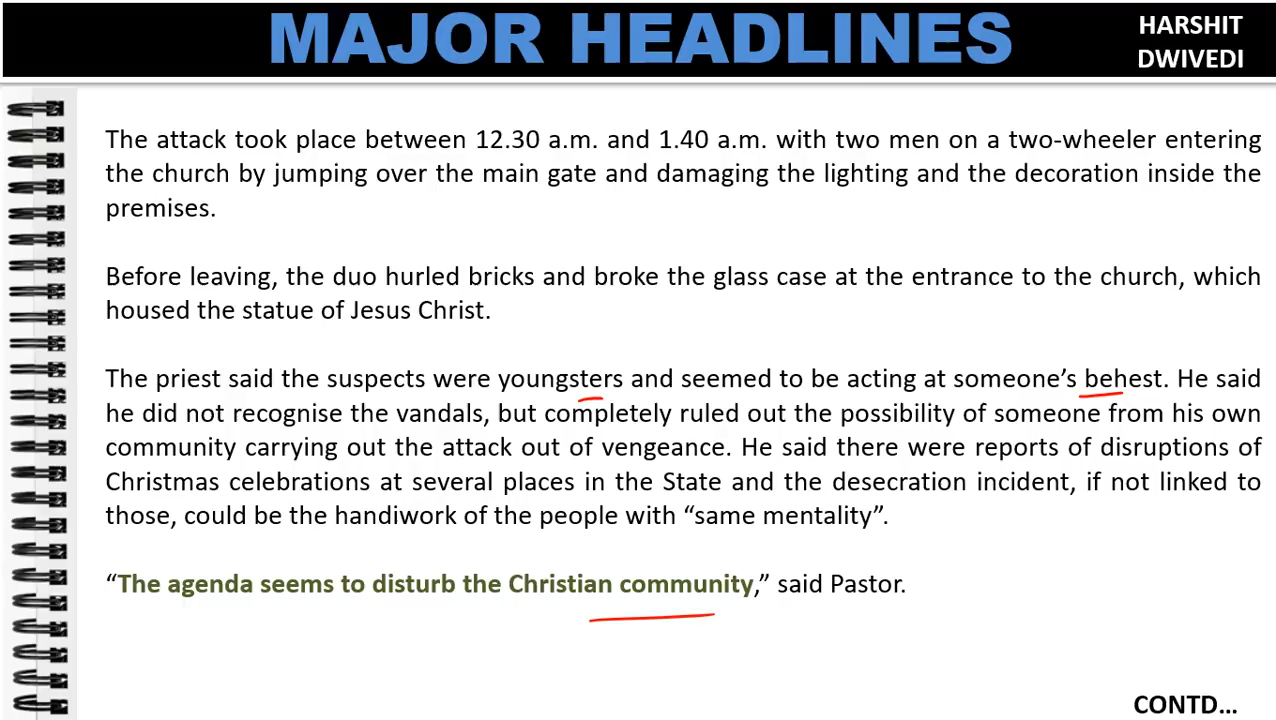 MAJOR HEADLINES
HARSHIT
DWIVEDI
The attack took place between 12.30 a.m. and 1.40 a.m. with two men on a two-wheeler entering
the church by jumping over the main gate and damaging the lighting and the decoration inside the
premises.
Before leaving, the duo hurled bricks and broke the glass case at the entrance to the church, which
housed the statue of Jesus Christ.
The priest said the suspects were youngsters and seemed to be acting at someone’s behest. He said
he did not recognise the vandals, but completely ruled out the possibility of someone from his own
community carrying out the attack out of vengeance. He said there were reports of disruptions of
Christmas celebrations at several places in the State and the desecration incident, if not linked to
those, could be the handiwork of the people with “same mentality”.
“The agenda seems to disturb the Christian community,” said Pastor.
CONTD…